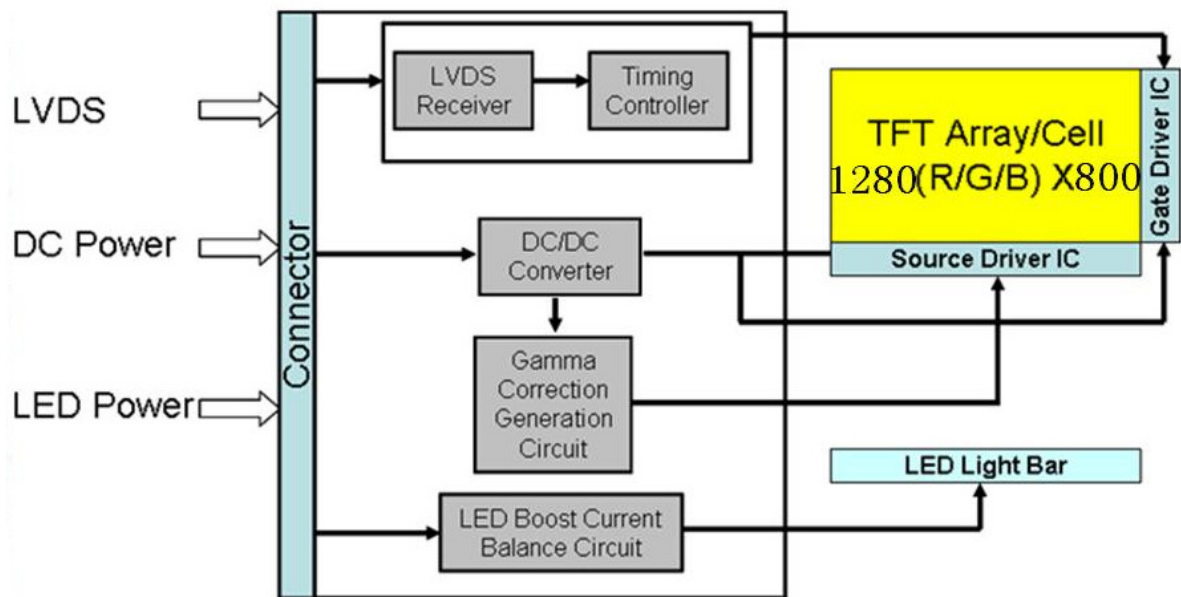 LVDS
DC Power
LED Power
Connector
LVDS
Receiver
Timing
Controller
DC/DC
Converter
Gamma
Correction
Generation
Circuit
LED Boost Current
Balance Circuit
TFT Array/Cell
1280(R/G/B) X800
Gate Driver IC
Source Driver IC
LED Light Bar